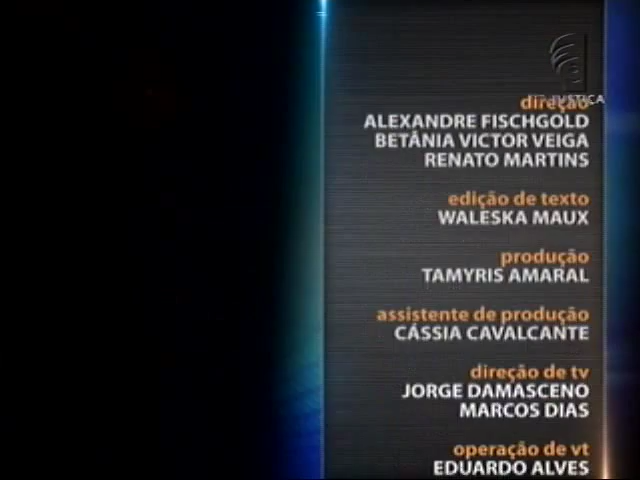 direção
JUSTIÇA
ALEXANDRE FISCHGOLD
BETÂNIA VICTOR VEIGA
RENATO MARTINS
edição de texto
WALESKA MAUX
produção
TAMYRIS AMARAL
assistente de produção
CÁSSIA CAVALCANTE
direção de tv
JORGE DAMASCENO
MARCOS DIAS
operação de vt
EDUARDO ALVES